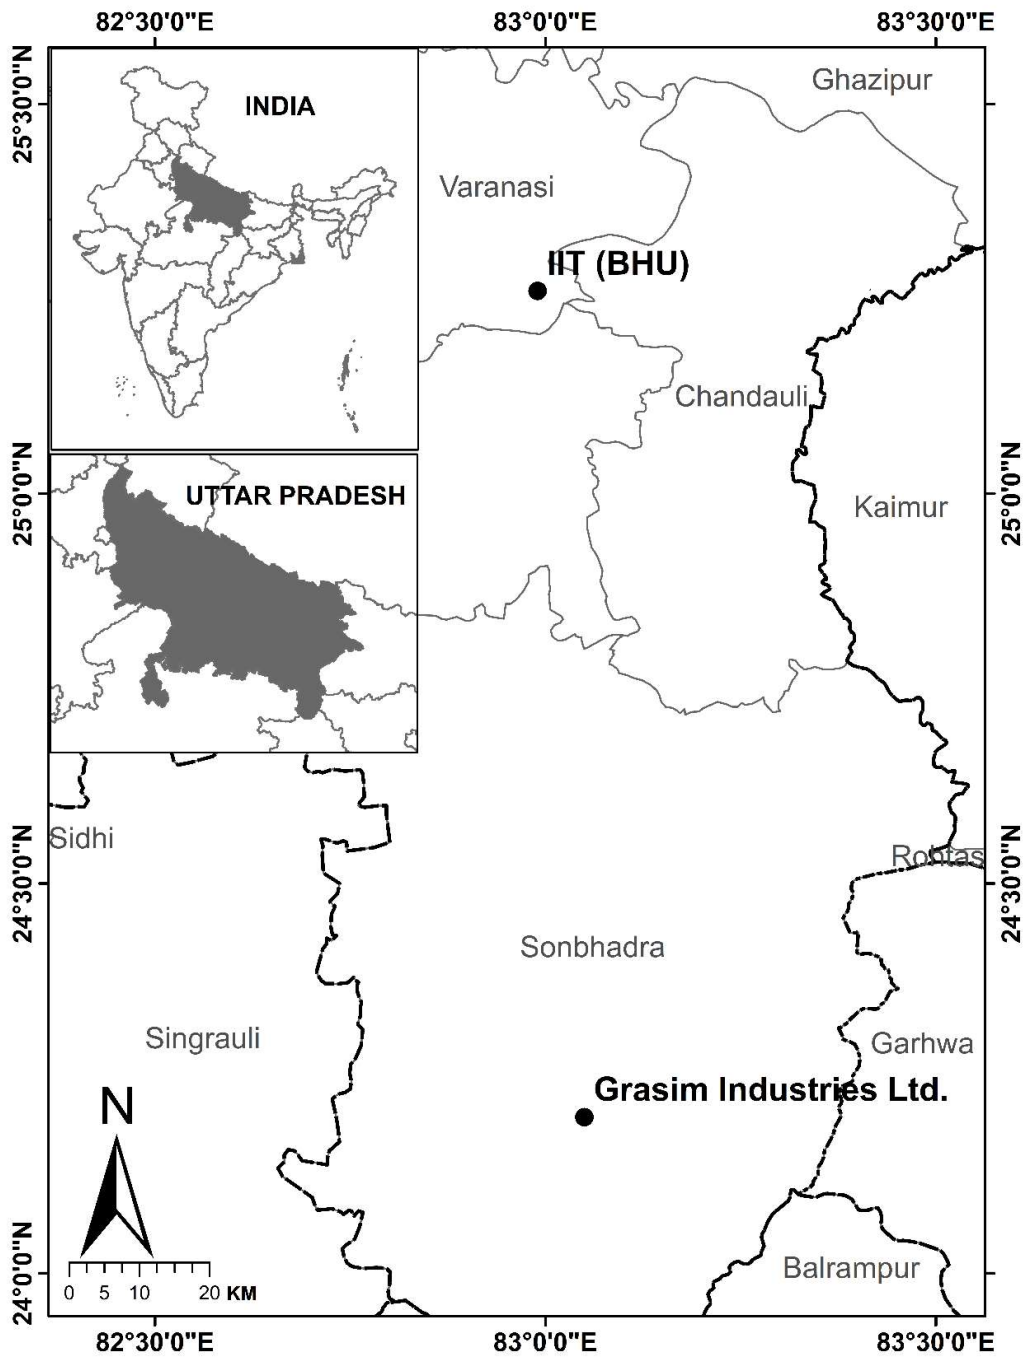 82°30'0"E 83°0'0"E 83°30'0"E
25°30'0"N
INDIA
Ghazipur
Varanasi
IIT (BHU)
Chandauli
25°0'0"N
25°0'0"N
UTTAR PRADESH
Kaimur
Sidhi
Rohtas
24°30'0"N
24°30'0"N
Sonbhadra
Singrauli
Garhwa
Grasim Industries Ltd.
N
24°0'0"N
Balrampur
0 5 10 20 KM
82°30'0"E 83°0'0"E 83°30'0"E